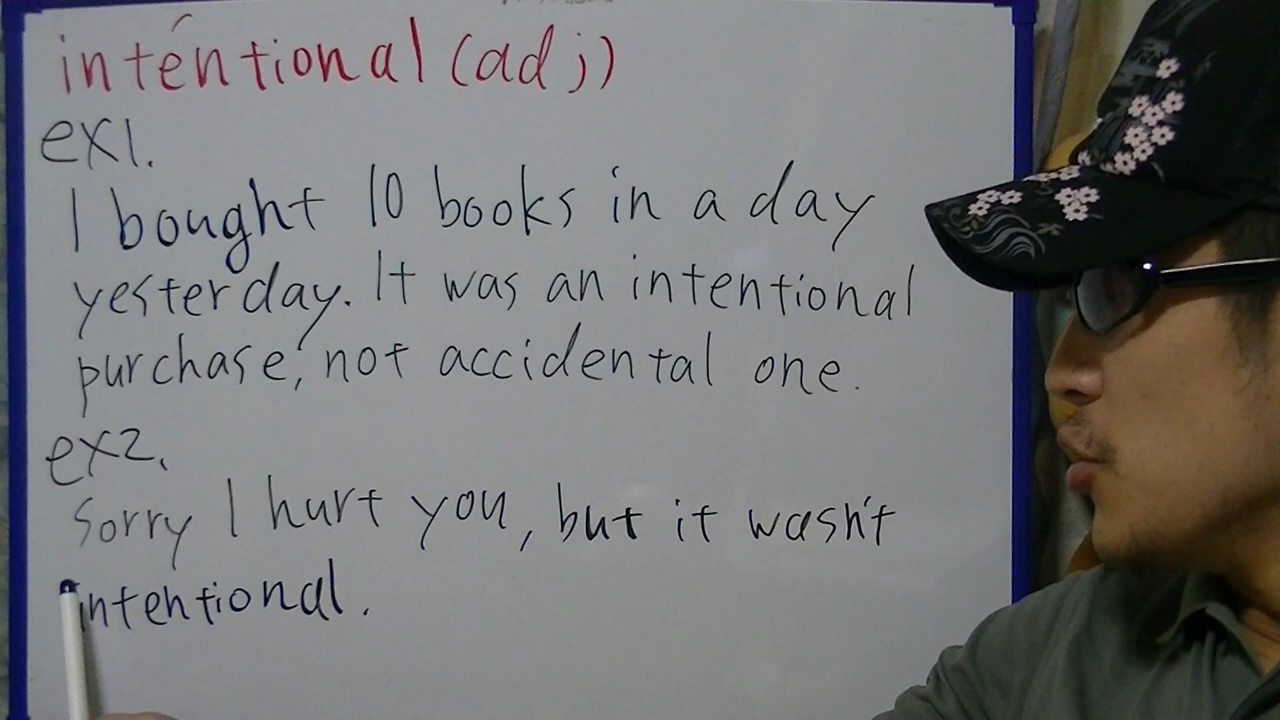 inténtional (adj)
ex1.
I bought 10 books in a day
yesterday. It was an intentional
purchase, not accidental one.
ex2.
Sorry I hurt you, but it wasn't
intentional.